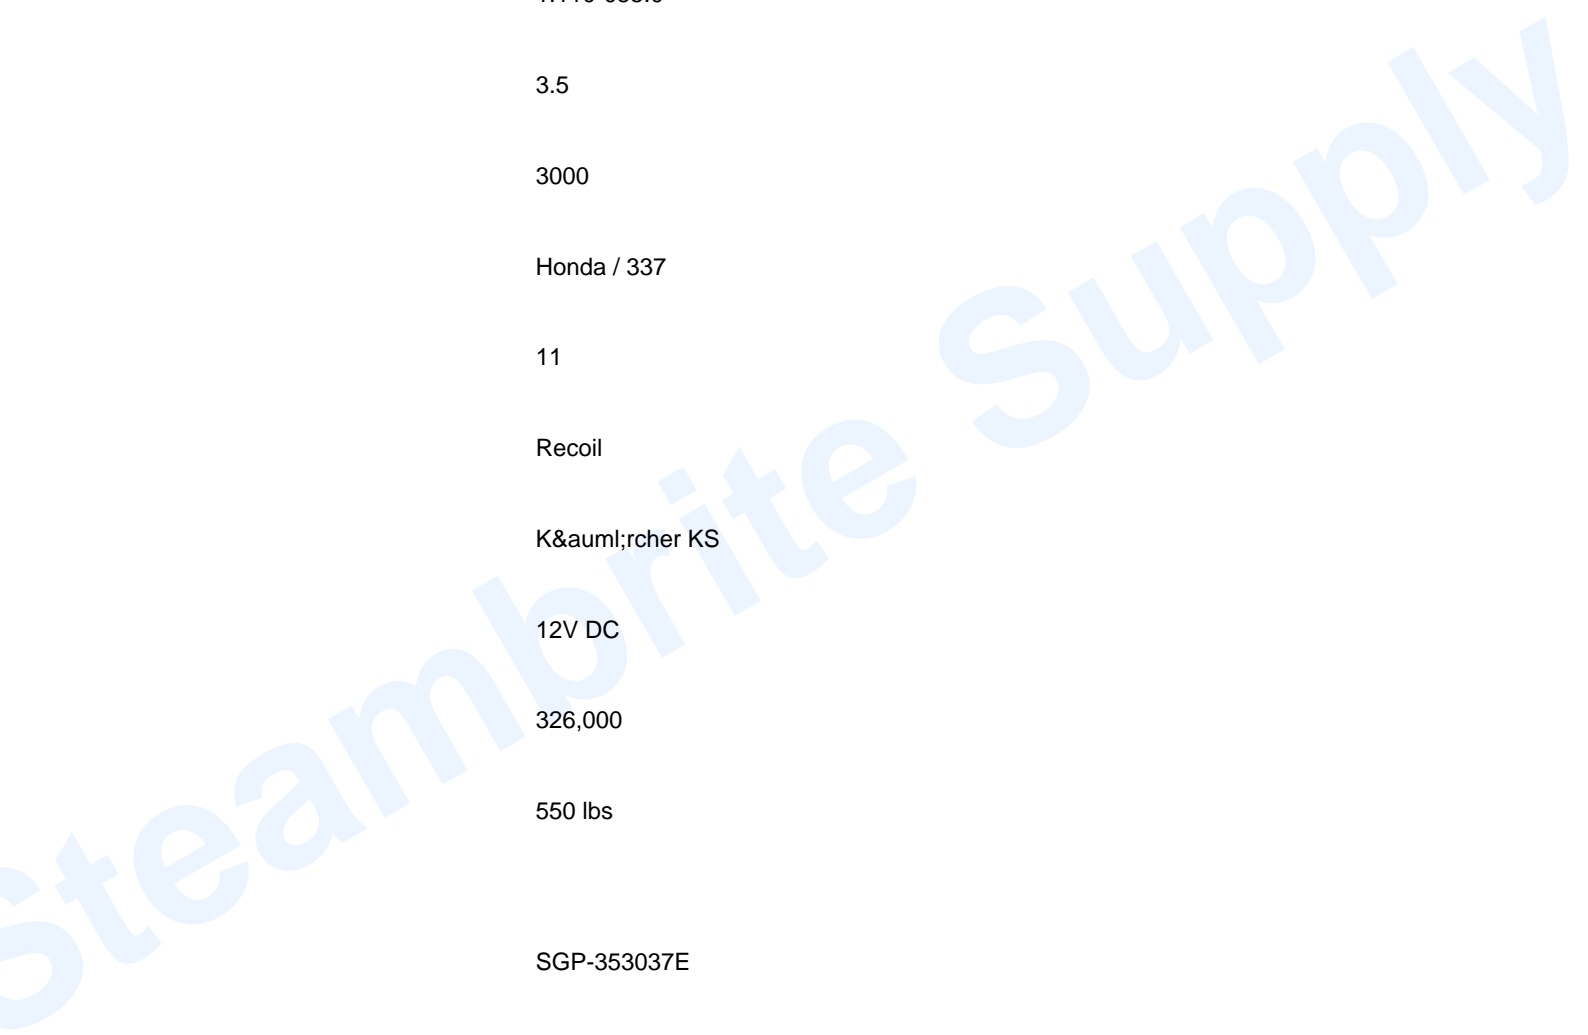 3.5
3000
Honda / 337
11
Recoil
K&auml;rcher KS
12V DC
326,000
550 lbs
SGP-353037E
Steambrite Supply